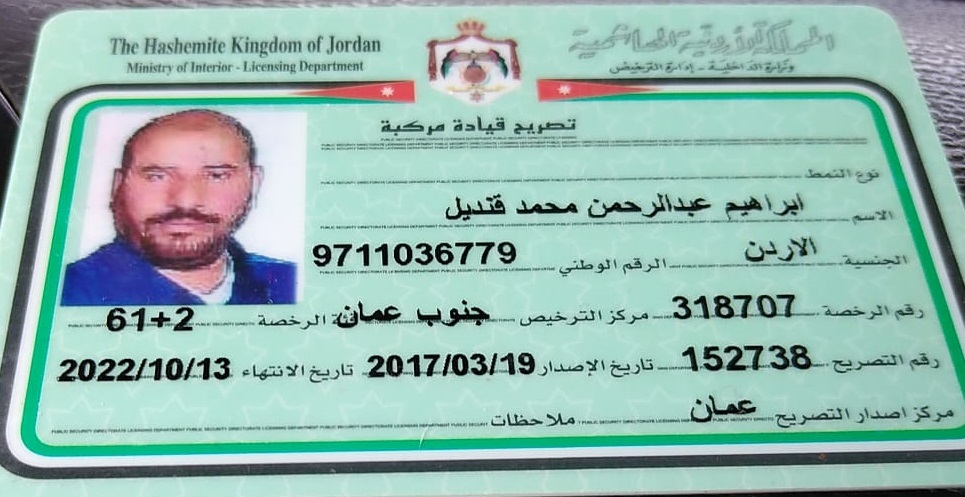 The Hashemite Kingdom of Jordan
المملكة الأردنية الهاشمية
Ministry of Interior - Licensing Department
وزارة الداخلية - إدارة الترخيص
تصريح قيادة مركبة
نوع النمط
الاسم ابراهيم عبدالرحمن محمد قنديل
الجنسية الاردن الرقم الوطني 9711036779
رقم الرخصة 318707 مركز الترخيص جنوب عمان فئة الرخصة 61+2
رقم التصريح 152738 تاريخ الإصدار 2017/03/19 تاريخ الانتهاء 2022/10/13
مركز اصدار التصريح عمان ملاحظات